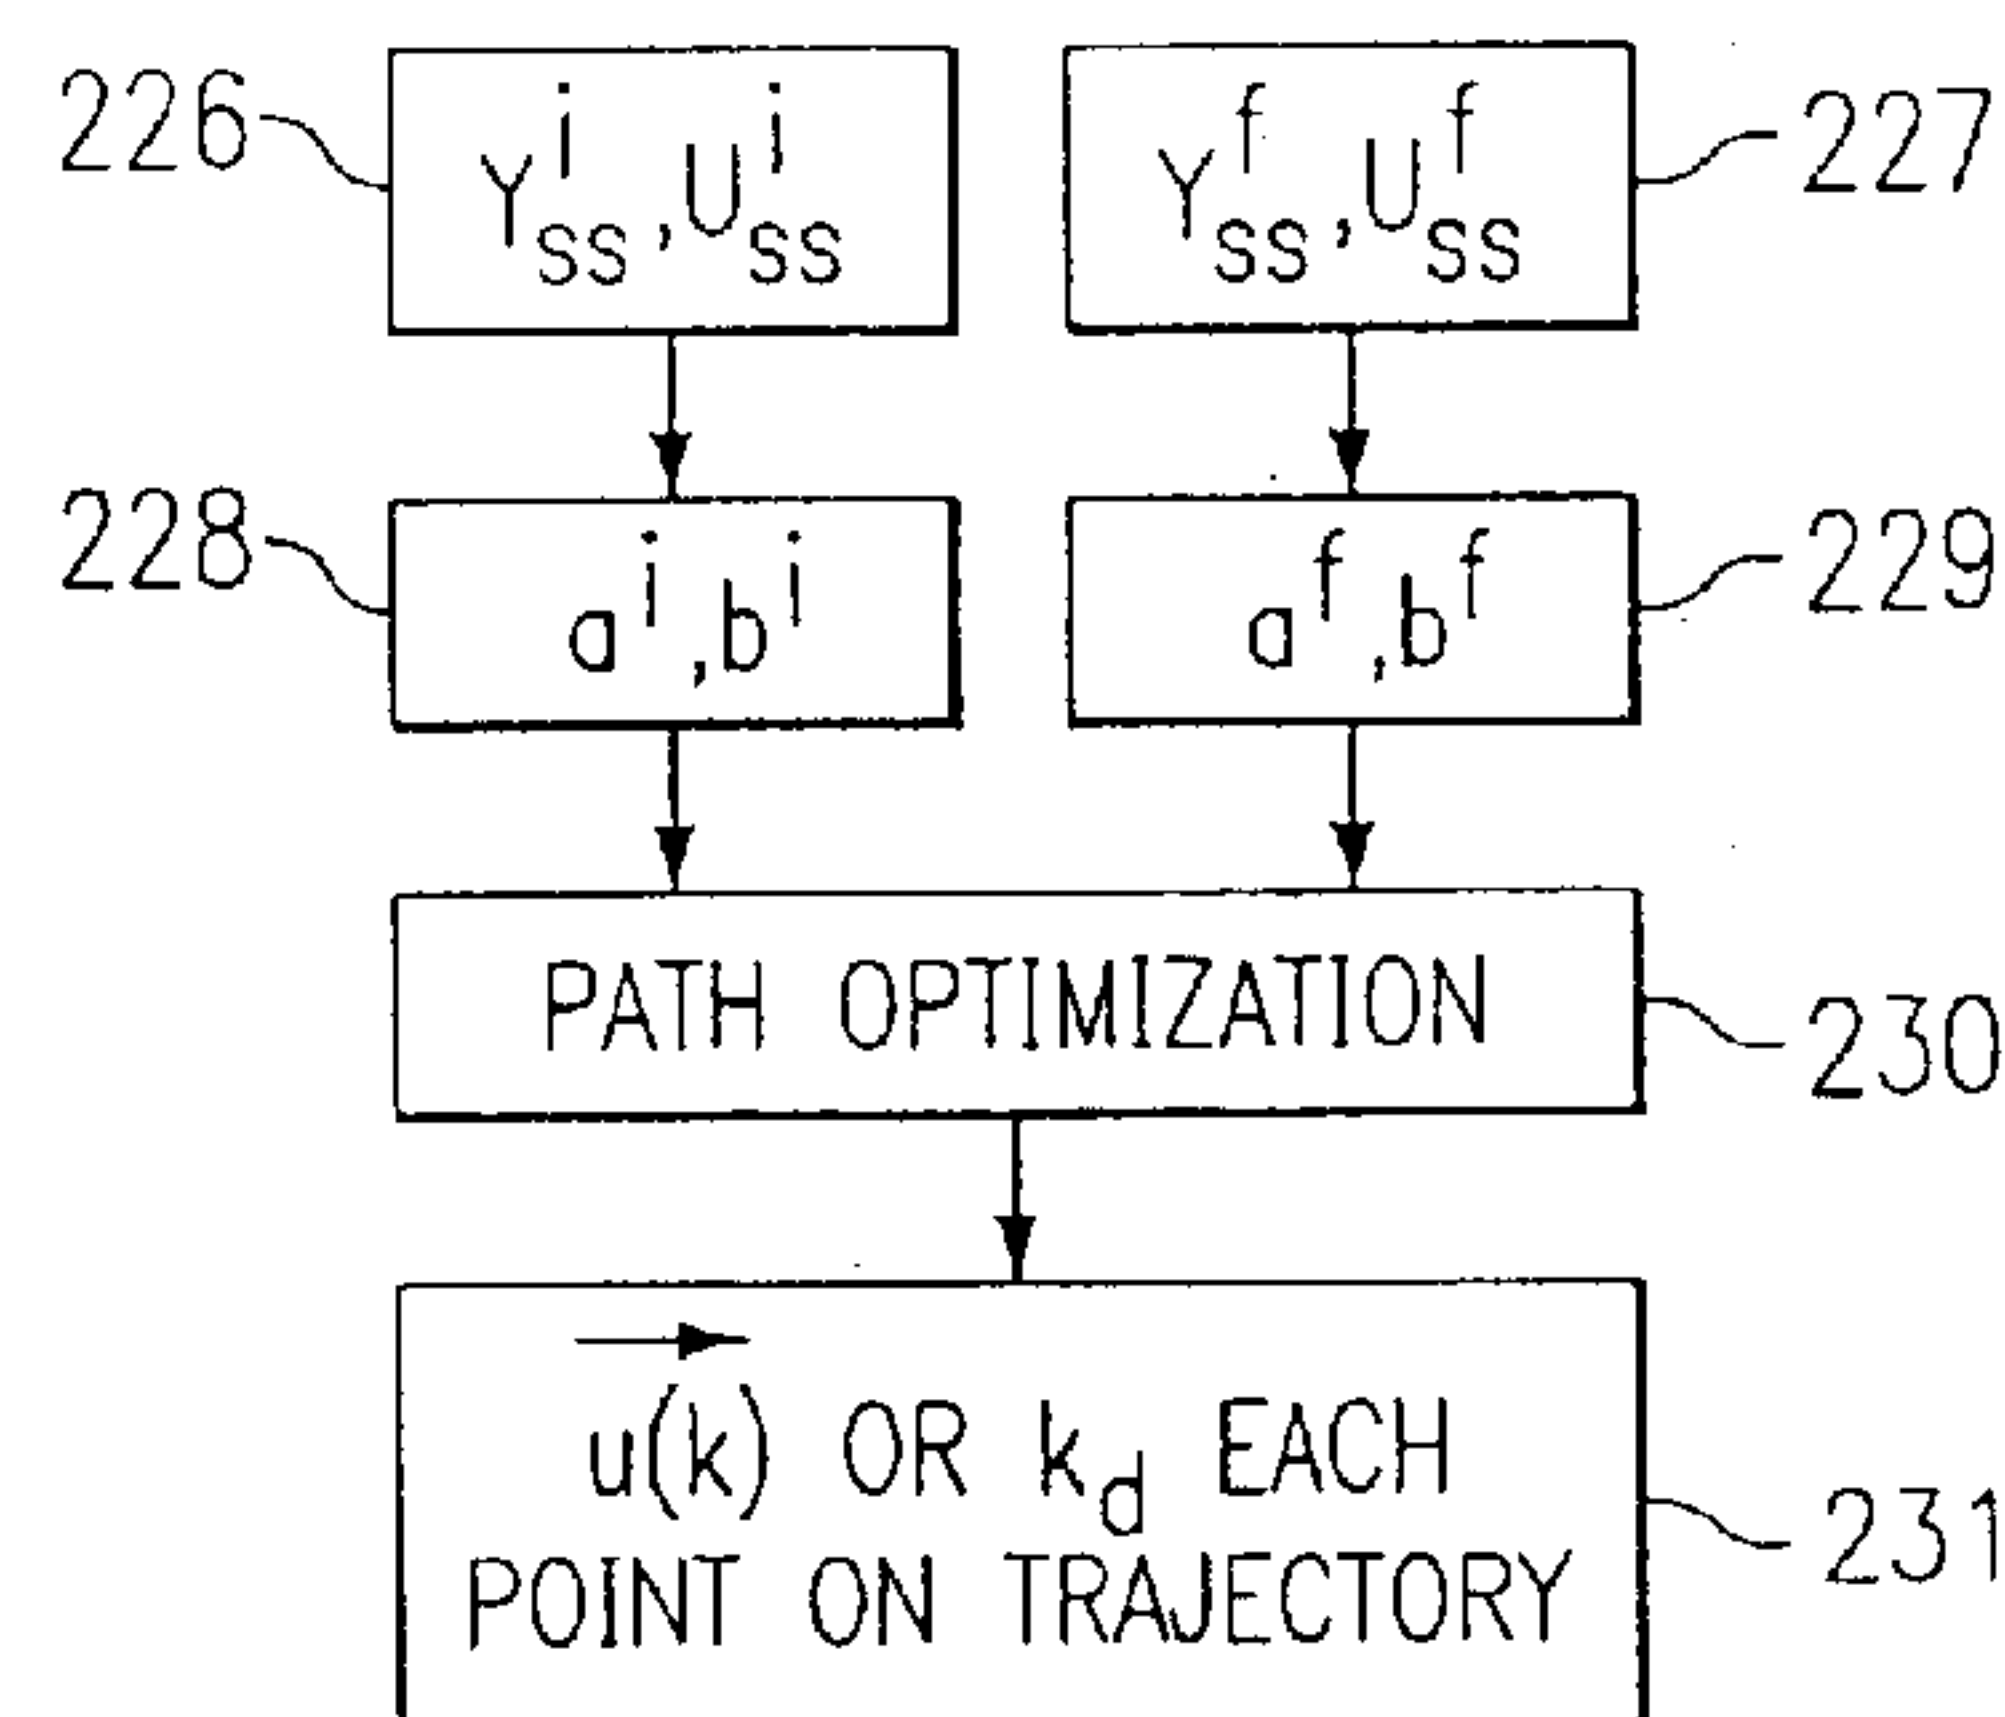 226
Y^i_ss, U^i_ss
Y^f_ss, U^f_ss
227
228
a^i, b^i
a^f, b^f
229
PATH OPTIMIZATION
230
u(k) OR k_d EACH
POINT ON TRAJECTORY
231